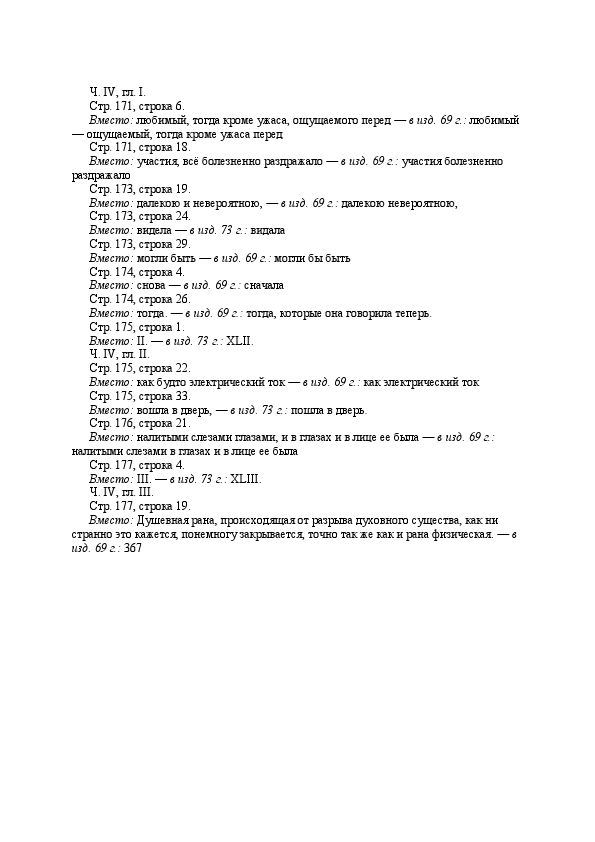 Ч. IV, гл. I.
Стр. 171, строка 6.
Вместо: любимый, тогда кроме ужаса, ощущаемого перед — в изд. 69 г.: любимый
— ощущаемый, тогда кроме ужаса перед
Стр. 171, строка 18.
Вместо: участия, всё болезненно раздражало — в изд. 69 г.: участия болезненно
раздражало
Стр. 173, строка 19.
Вместо: далекою и невероятною, — в изд. 69 г.: далекою невероятною,
Стр. 173, строка 24.
Вместо: видела — в изд. 73 г.: видала
Стр. 173, строка 29.
Вместо: могли быть — в изд. 69 г.: могли бы быть
Стр. 174, строка 4.
Вместо: снова — в изд. 69 г.: сначала
Стр. 174, строка 26.
Вместо: тогда. — в изд. 69 г.: тогда, которые она говорила теперь.
Стр. 175, строка 1.
Вместо: II. — в изд. 73 г.: XLII.
Ч. IV, гл. II.
Стр. 175, строка 22.
Вместо: как будто электрический ток — в изд. 69 г.: как электрический ток
Стр. 175, строка 33.
Вместо: вошла в дверь, — в изд. 73 г.: пошла в дверь.
Стр. 176, строка 21.
Вместо: налитыми слезами глазами, и в глазах и в лице ее была — в изд. 69 г.:
налитыми слезами в глазах и в лице ее была
Стр. 177, строка 4.
Вместо: III. — в изд. 73 г.: XLIII.
Ч. IV, гл. III.
Стр. 177, строка 19.
Вместо: Душевная рана, происходящая от разрыва духовного существа, как ни
странно это кажется, понемногу закрывается, точно так же как и рана физическая. — в
изд. 69 г.: 367